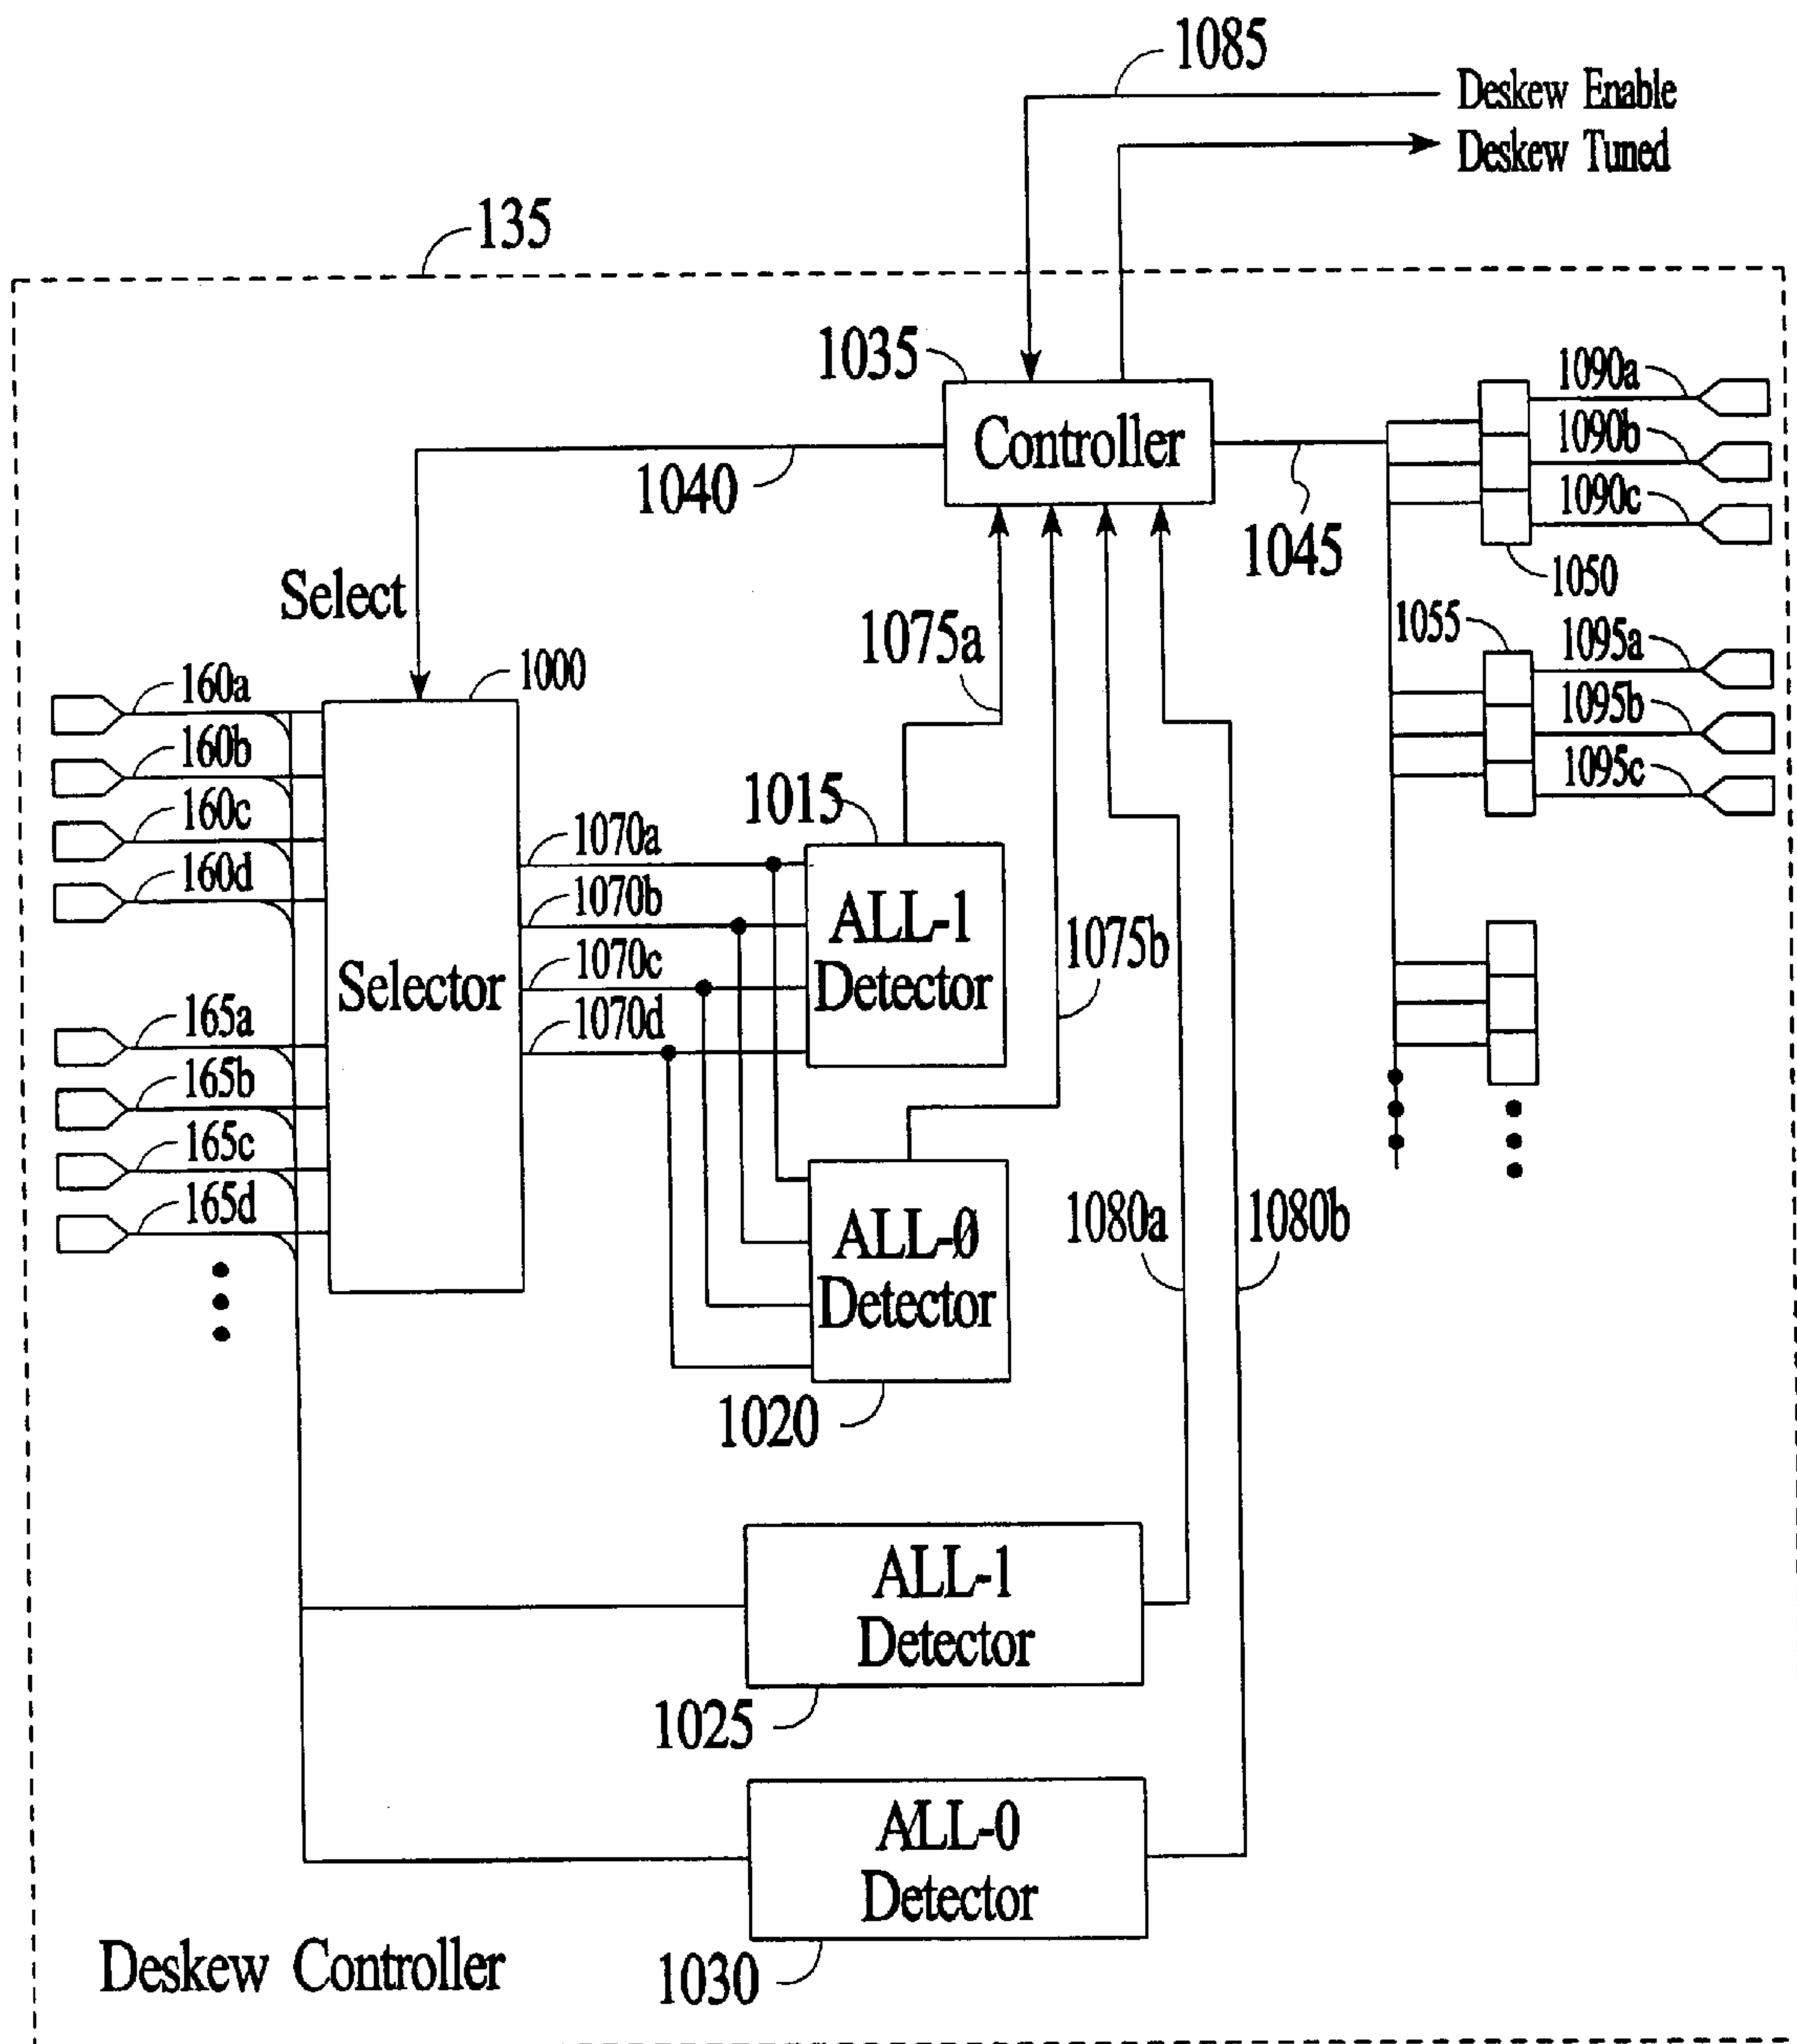 1085
Deskew Enable
Deskew Tuned
135
1035
Controller
1040
1045
1090a
1090b
1090c
1050
Select
1000
1075a
1055
1095a
1095b
1095c
160a
160b
160c
160d
165a
165b
165c
165d
Selector
1070a
1070b
1070c
1070d
1015
ALL-1
Detector
1075b
ALL-0
Detector
1020
1080a
1080b
ALL-1
Detector
1025
ALL-0
Detector
1030
Deskew Controller